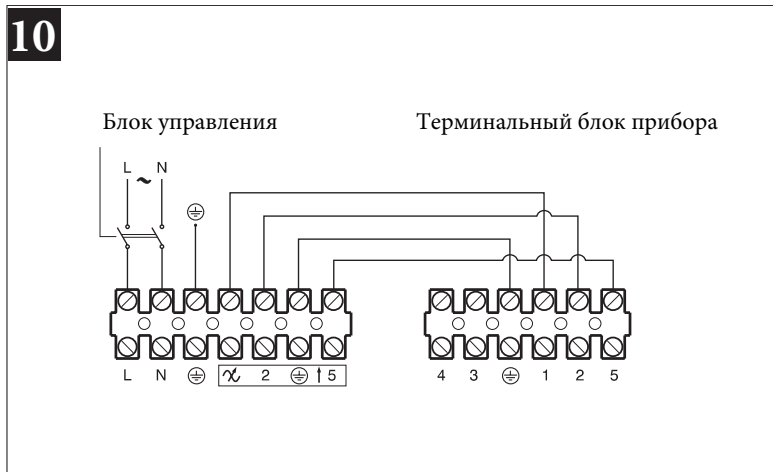 10
Блок управления
Терминальный блок прибора
L ~ N
L N ⏚ 2 ⏚ ↑ 5
4 3 ⏚ 1 2 5